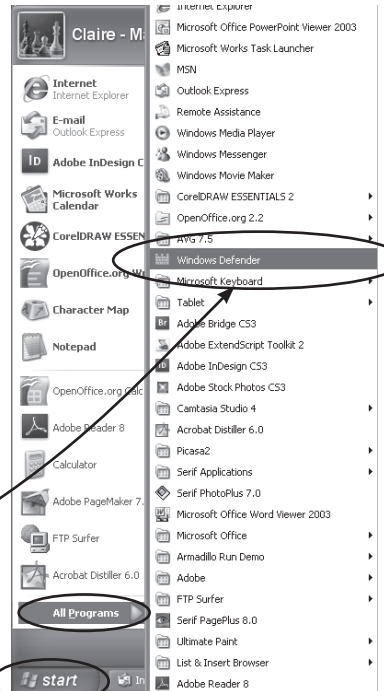 Claire - M
Internet
Internet Explorer
E-mail
Outlook Express
Adobe InDesign C
Microsoft Works
Calendar
CorelDRAW ESSEN
OpenOffice.org
Character Map
Notepad
OpenOffice.org Calc
Adobe Reader 8
Calculator
Adobe PageMaker 7.
FTP Surfer
Acrobat Distiller 6.0
All Programs
start
In
Internet Explorer
Microsoft Office PowerPoint Viewer 2003
Microsoft Works Task Launcher
MSN
Outlook Express
Remote Assistance
Windows Media Player
Windows Messenger
Windows Movie Maker
CorelDRAW ESSENTIALS 2
OpenOffice.org 2.2
AVG 7.5
Windows Defender
Microsoft Keyboard
Tablet
Adobe Bridge CS3
Adobe ExtendScript Toolkit 2
Adobe InDesign CS3
Adobe Stock Photos CS3
Camtasia Studio 4
Acrobat Distiller 6.0
Picasa2
Serif Applications
Serif PhotoPlus 7.0
Microsoft Office Word Viewer 2003
Microsoft Office
Armadillo Run Demo
Adobe
FTP Surfer
Serif PagePlus 8.0
Ultimate Paint
List & Insert Browser
Adobe Reader 8